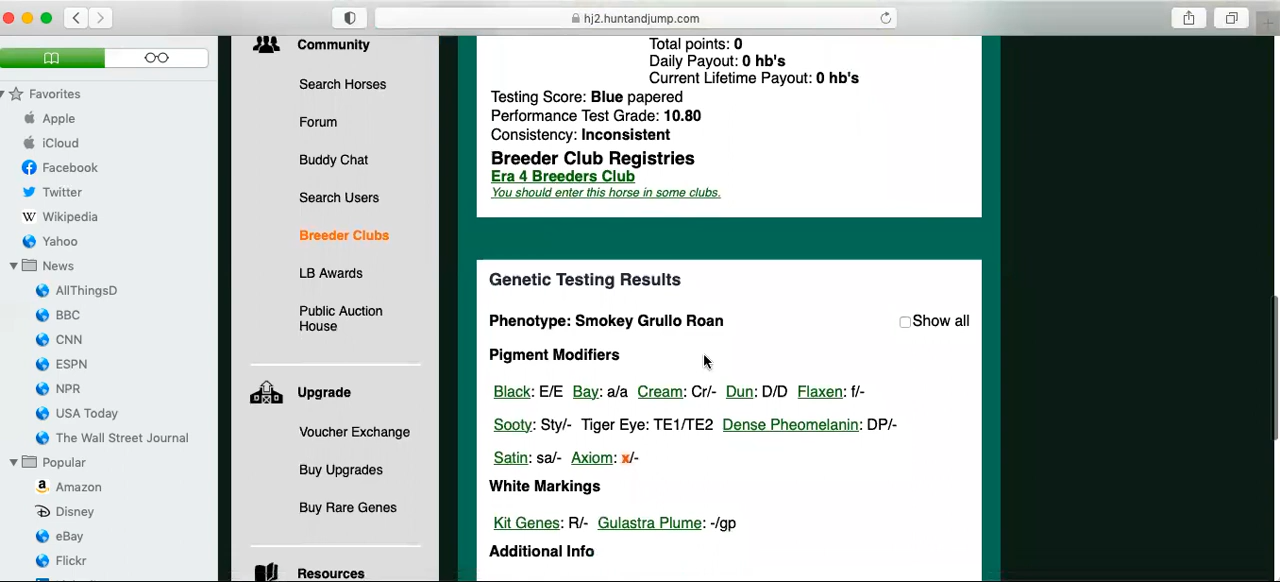 hj2.huntandjump.com
Favorites
Apple
iCloud
Facebook
Twitter
Wikipedia
Yahoo
News
AllThingsD
BBC
CNN
ESPN
NPR
USA Today
The Wall Street Journal
Popular
Amazon
Disney
eBay
Flickr
Community
Search Horses
Forum
Buddy Chat
Search Users
Breeder Clubs
LB Awards
Public Auction
House
Upgrade
Voucher Exchange
Buy Upgrades
Buy Rare Genes
Resources
Total points: 0
Daily Payout: 0 hb's
Current Lifetime Payout: 0 hb's
Testing Score: Blue papered
Performance Test Grade: 10.80
Consistency: Inconsistent
Breeder Club Registries
Era 4 Breeders Club
You should enter this horse in some clubs.
Genetic Testing Results
Phenotype: Smokey Grullo Roan Show all
Pigment Modifiers
Black: E/E Bay: a/a Cream: Cr/- Dun: D/D Flaxen: f/-
Sooty: Sty/- Tiger Eye: TE1/TE2 Dense Pheomelanin: DP/-
Satin: sa/- Axiom: x/-
White Markings
Kit Genes: R/- Gulastra Plume: -/gp
Additional Info